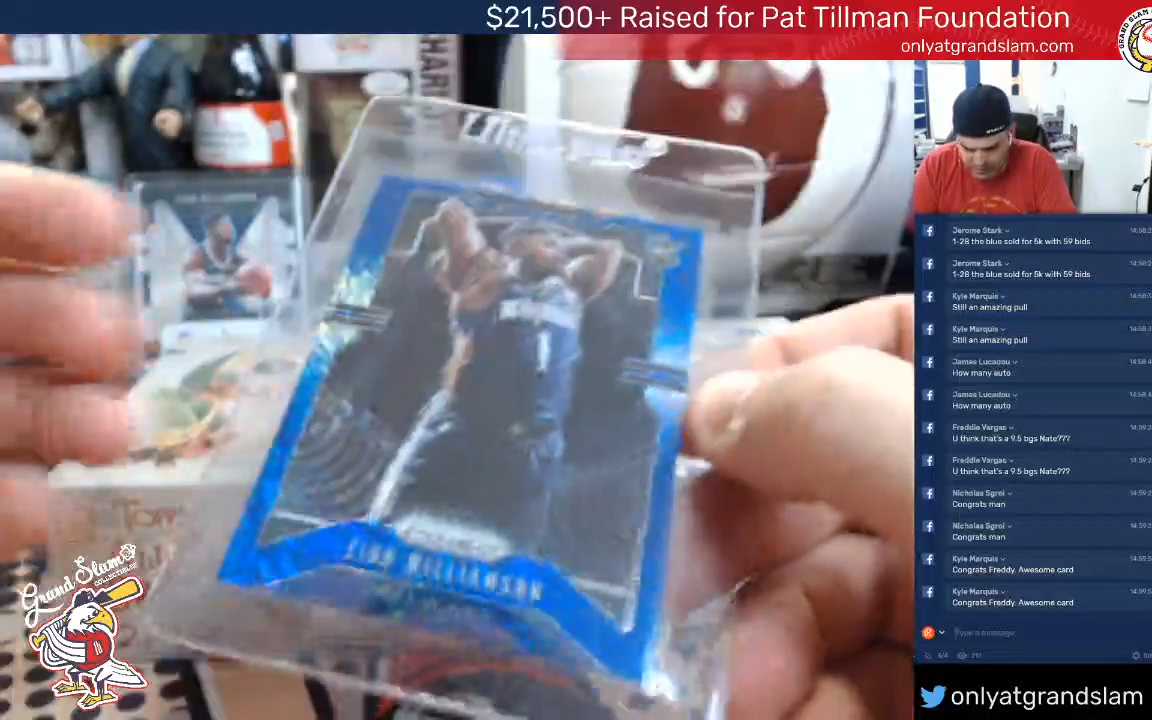 $21,500+ Raised for Pat Tillman Foundation
onlyatgrandslam.com
Jerome Stark
1-28 the blue sold for 5k with 59 bids
Jerome Stark
1-28 the blue sold for 5k with 59 bids
Kyle Marquis
Still an amazing pull
Kyle Marquis
Still an amazing pull
James Lucadou
How many auto
James Lucadou
How many auto
Freddie Vargas
U think that's a 9.5 bgs Nate???
Freddie Vargas
U think that's a 9.5 bgs Nate???
Nicholas Sgroi
Congrats man
Nicholas Sgroi
Congrats man
Kyle Marquis
Congrats Freddy. Awesome card
Kyle Marquis
Congrats Freddy. Awesome card
Type a message
3/4
ZION WILLIAMSON
Grand Slam
COLLECTIBLES
onlyatgrandslam